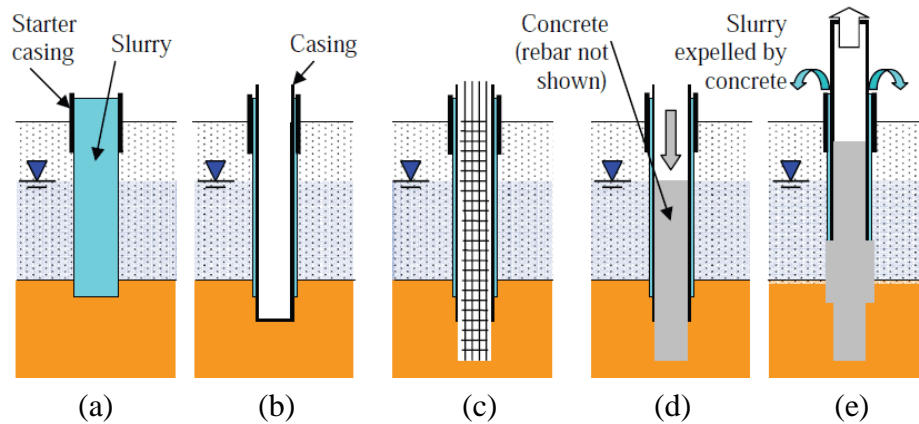 Starter
casing
Slurry
Casing
Concrete
(rebar not
shown)
Slurry
expelled by
concrete
(a)
(b)
(c)
(d)
(e)